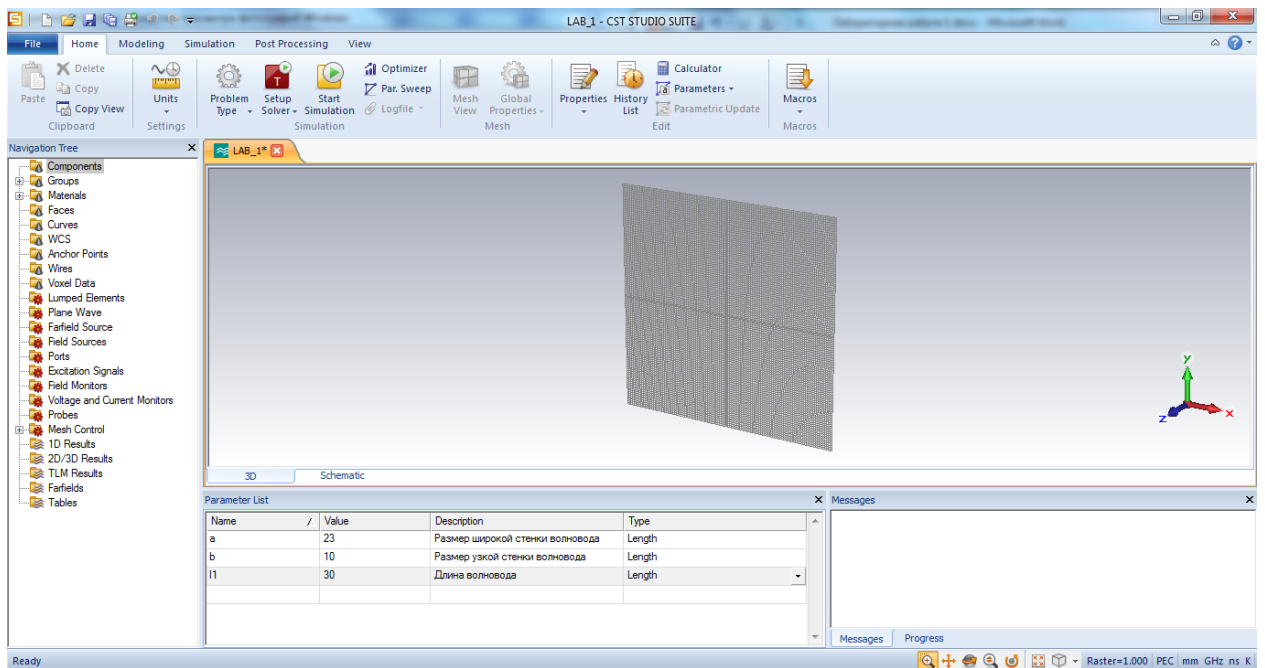 LAB_1 - CST STUDIO SUITE
File Home Modeling Simulation Post Processing View
Paste
Delete
Copy
Copy View
Clipboard
Units
Settings
Problem Type
Setup Solver
Start Simulation
Optimizer
Par. Sweep
Logfile
Simulation
Mesh View
Global Properties
Mesh
Properties
History List
Calculator
Parameters
Parametric Update
Edit
Macros
Macros
Navigation Tree
Components
Groups
Materials
Faces
Curves
WCS
Anchor Points
Wires
Voxel Data
Lumped Elements
Plane Wave
Farfield Source
Field Sources
Ports
Excitation Signals
Field Monitors
Voltage and Current Monitors
Probes
Mesh Control
1D Results
2D/3D Results
TLM Results
Farfields
Tables
LAB_1*
y
x
z
3D Schematic
Parameter List
Name / Value Description Type
a 23 Размер широкой стенки волновода Length
b 10 Размер узкой стенки волновода Length
l1 30 Длина волновода Length
Messages
Messages Progress
Ready
Raster=1.000 PEC mm GHz ns K